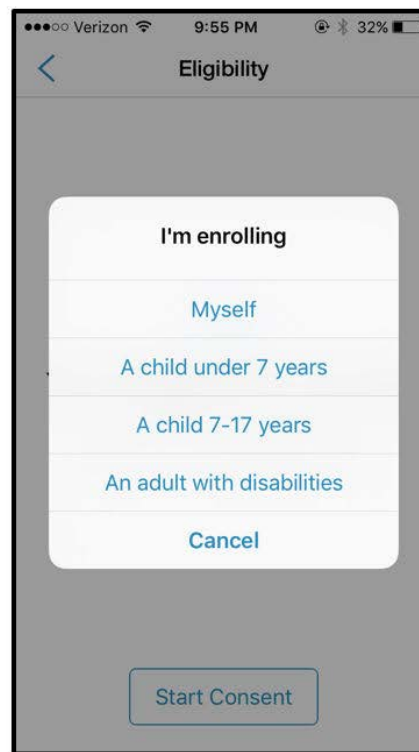 Verizon 9:55 PM 32%
Eligibility
I'm enrolling
Myself
A child under 7 years
A child 7-17 years
An adult with disabilities
Cancel
Start Consent